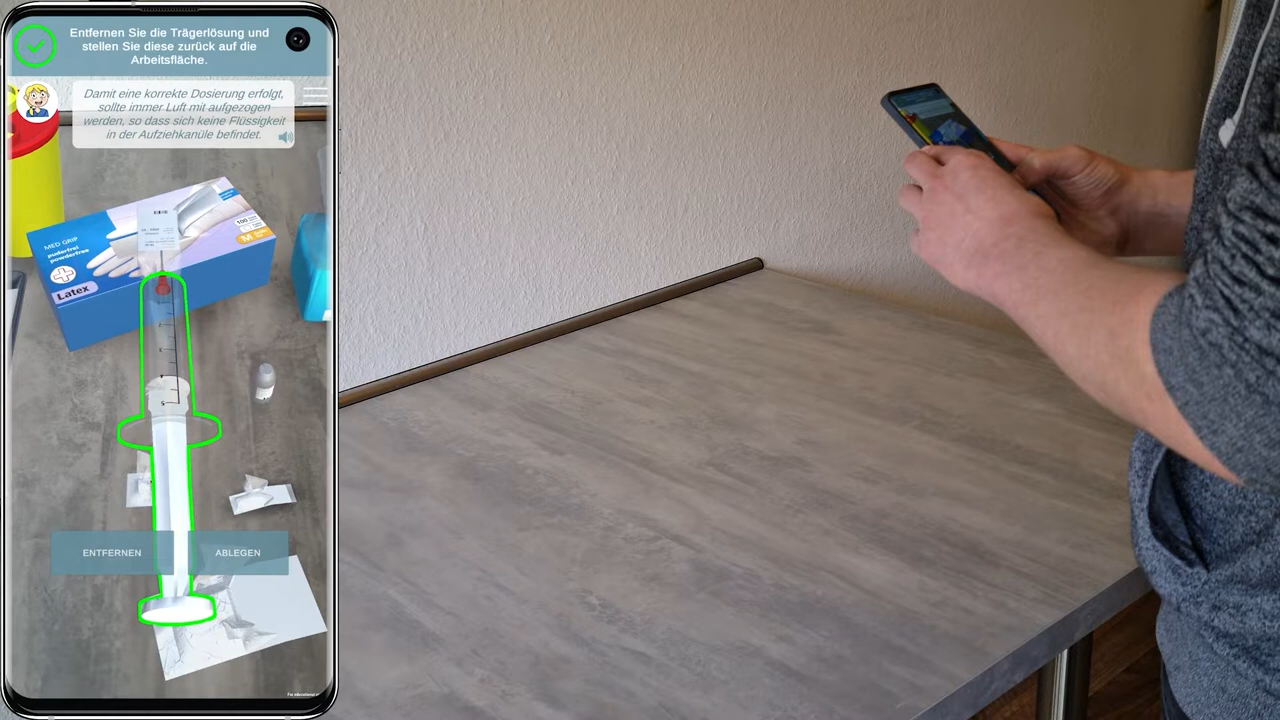 Entfernen Sie die Trägerlösung und
stellen Sie diese zurück auf die
Arbeitsfläche.
Damit eine korrekte Dosierung erfolgt,
sollte immer Luft mit aufgezogen
werden, so dass sich keine Flüssigkeit
in der Aufziehkanüle befindet.
MED GRIP
puderfrei
powderfree
Latex
100
M
ENTFERNEN
ABLEGEN